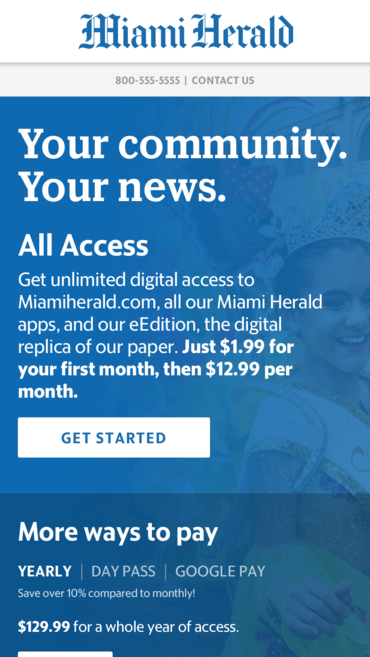 Miami Herald
800-555-5555 | CONTACT US
Your community.
Your news.
All Access
Get unlimited digital access to
Miamiherald.com, all our Miami Herald
apps, and our eEdition, the digital
replica of our paper. Just $1.99 for
your first month, then $12.99 per
month.
GET STARTED
More ways to pay
YEARLY | DAY PASS | GOOGLE PAY
Save over 10% compared to monthly!
$129.99 for a whole year of access.